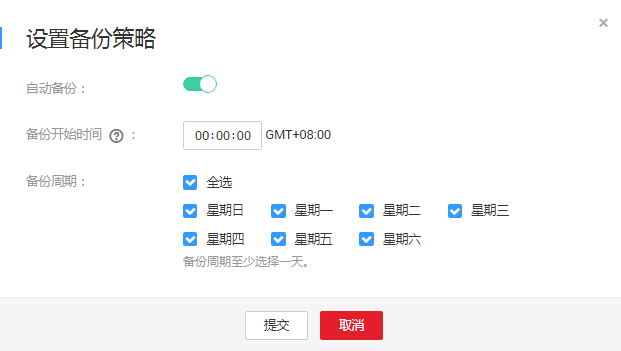 设置备份策略
自动备份：
备份开始时间 ? ： 00:00:00 GMT+08:00
备份周期： 全选
星期日 星期一 星期二 星期三
星期四 星期五 星期六
备份周期至少选择一天。
提交 取消